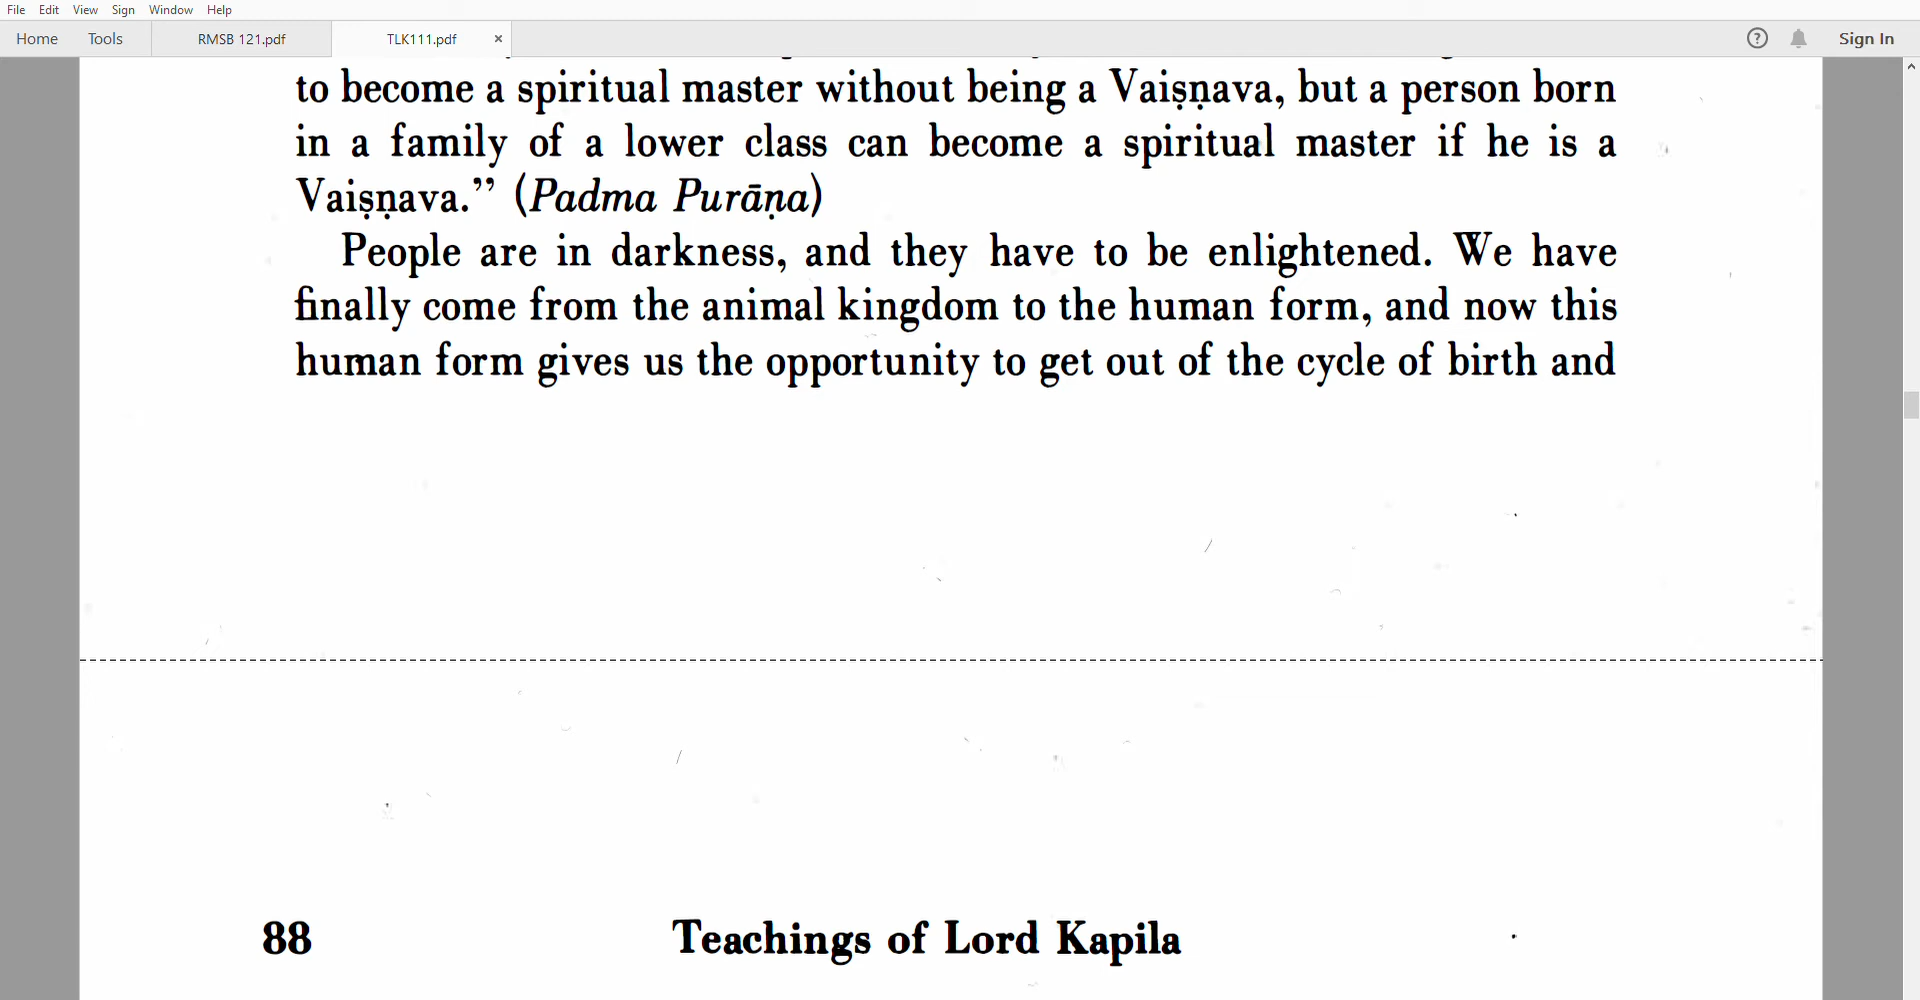 File Edit View Sign Window Help
Home Tools RMSB 121.pdf TLK111.pdf × ? Sign In
to become a spiritual master without being a Vaiṣṇava, but a person born
in a family of a lower class can become a spiritual master if he is a
Vaiṣṇava.” (Padma Purāṇa)
People are in darkness, and they have to be enlightened. We have
finally come from the animal kingdom to the human form, and now this
human form gives us the opportunity to get out of the cycle of birth and
88 Teachings of Lord Kapila